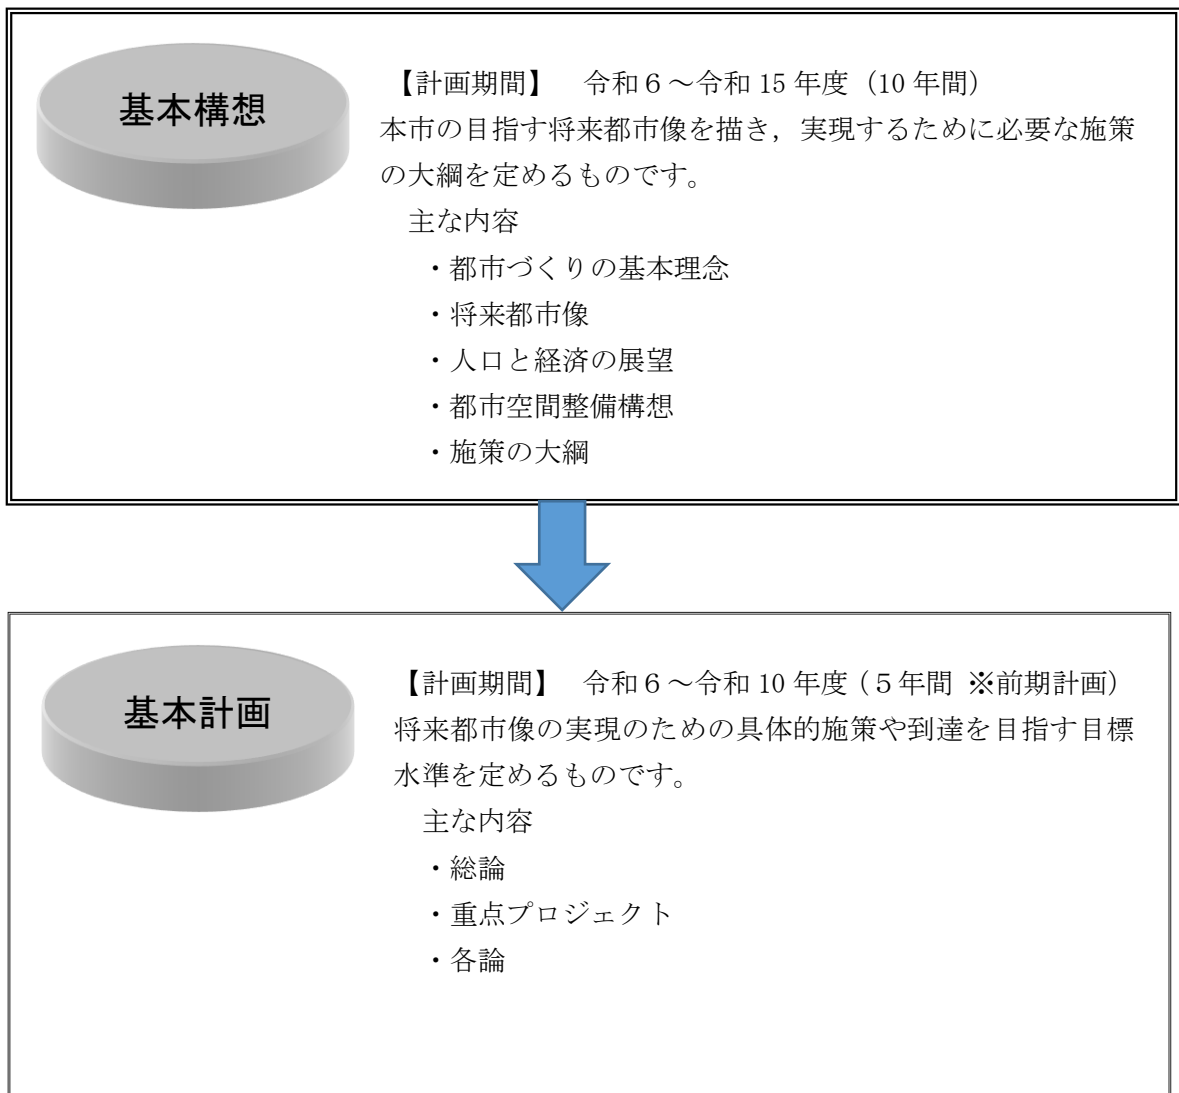 基本構想
【計画期間】　令和６～令和 15 年度（10 年間）
本市の目指す将来都市像を描き，実現するために必要な施策
の大綱を定めるものです。
主な内容
・都市づくりの基本理念
・将来都市像
・人口と経済の展望
・都市空間整備構想
・施策の大綱
基本計画
【計画期間】　令和６～令和 10 年度（５年間 ※前期計画）
将来都市像の実現のための具体的施策や到達を目指す目標
水準を定めるものです。
主な内容
・総論
・重点プロジェクト
・各論